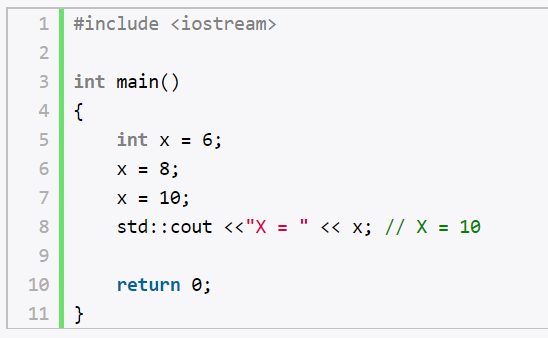 1 #include <iostream>
2
3 int main()
4 {
5     int x = 6;
6     x = 8;
7     x = 10;
8     std::cout <<"X = " << x; // X = 10
9
10     return 0;
11 }